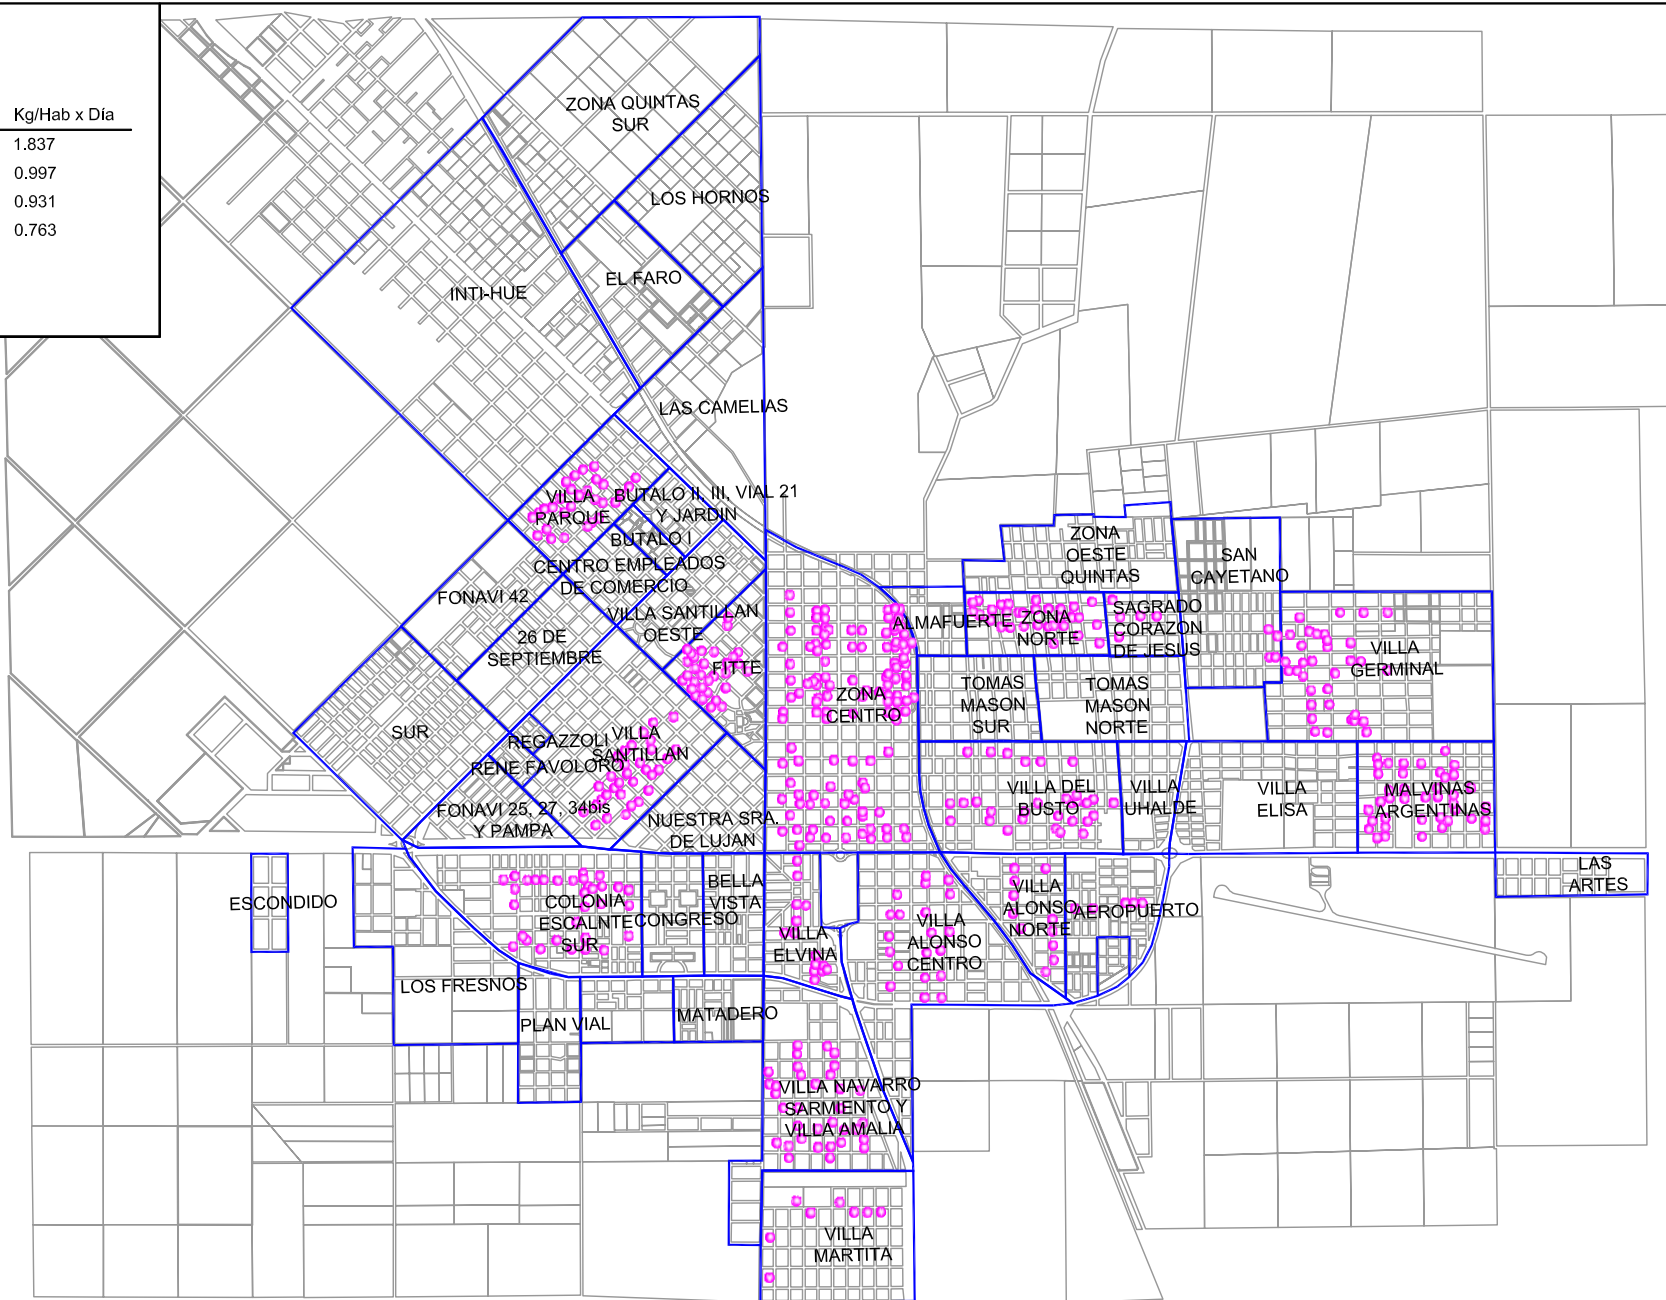 Kg/Hab x Día
1.837
0.997
0.931
0.763
ZONA QUINTAS
SUR
LOS HORNOS
EL FARO
INTI-HUE
LAS CAMELIAS
VILLA
PARQUE
BUTALO II, III, VIAL 21
Y JARDIN
BUTALO I
CENTRO EMPLEADOS
DE COMERCIO
FONAVI 42
VILLA SANTILLAN
OESTE
26 DE
SEPTIEMBRE
FITTE
SUR
REGAZZOLI
VILLA
SANTILLAN
RENE FAVOLORO
FONAVI 25, 27, 34bis
Y PAMPA
NUESTRA SRA.
DE LUJAN
ZONA
CENTRO
ALMAFUERTE
ZONA
NORTE
ZONA
OESTE
QUINTAS
SAN
CAYETANO
SAGRADO
CORAZON
DE JESUS
VILLA
GERMINAL
TOMAS
MASON
SUR
TOMAS
MASON
NORTE
VILLA DEL
BUSTO
VILLA
UHALDE
VILLA
ELISA
MALVINAS
ARGENTINAS
LAS
ARTES
ESCONDIDO
COLONIA
ESCALNTE
SUR
CONGRESO
BELLA
VISTA
VILLA
ELVINA
VILLA
ALONSO
CENTRO
VILLA
ALONSO
NORTE
AEROPUERTO
LOS FRESNOS
PLAN VIAL
MATADERO
VILLA NAVARRO
SARMIENTO Y
VILLA AMALIA
VILLA
MARTITA